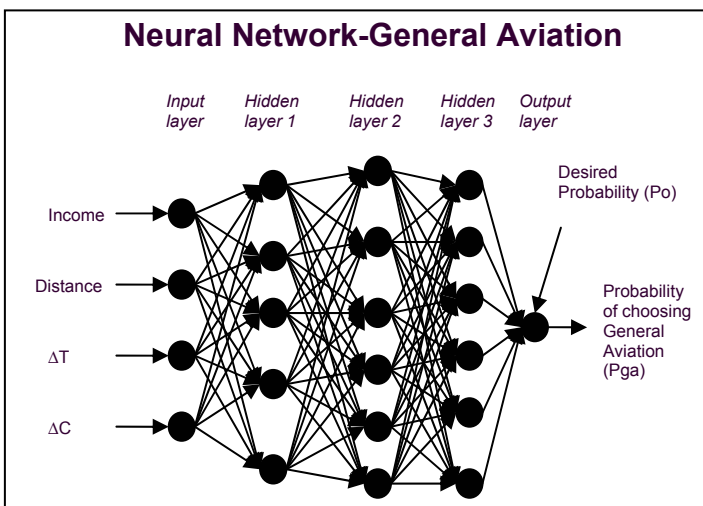 Neural Network-General Aviation
Input
layer
Hidden
layer 1
Hidden
layer 2
Hidden
layer 3
Output
layer
Desired
Probability (Po)
Income
Distance
ΔT
ΔC
Probability
of choosing
General
Aviation
(Pga)